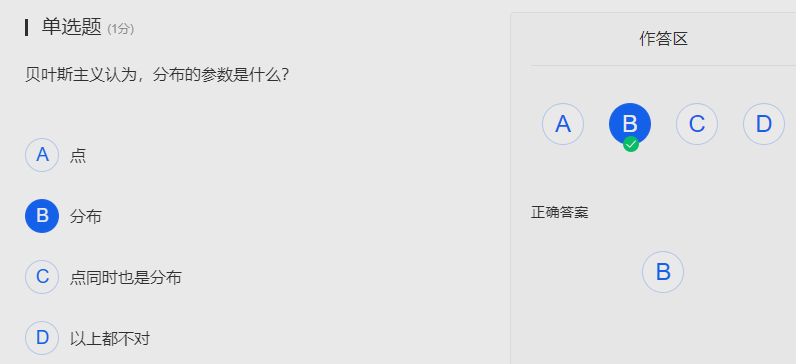 单选题 (1分)
贝叶斯主义认为，分布的参数是什么?
A 点
B 分布
C 点同时也是分布
D 以上都不对
作答区
A B C D
正确答案
B